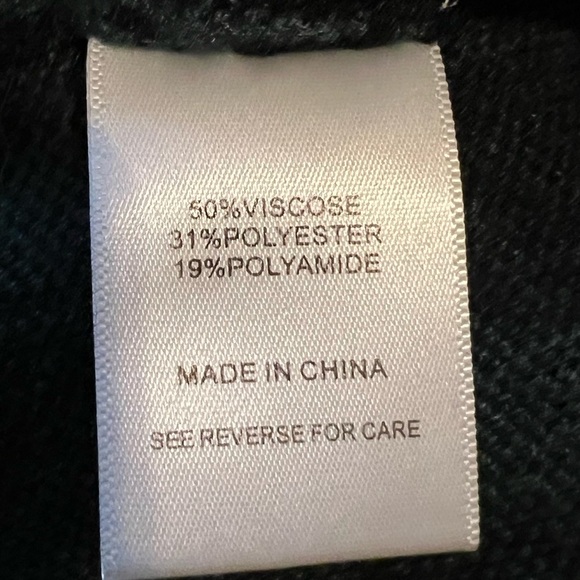 50%VISCOSE
31%POLYESTER
19%POLYAMIDE
MADE IN CHINA
SEE REVERSE FOR CARE